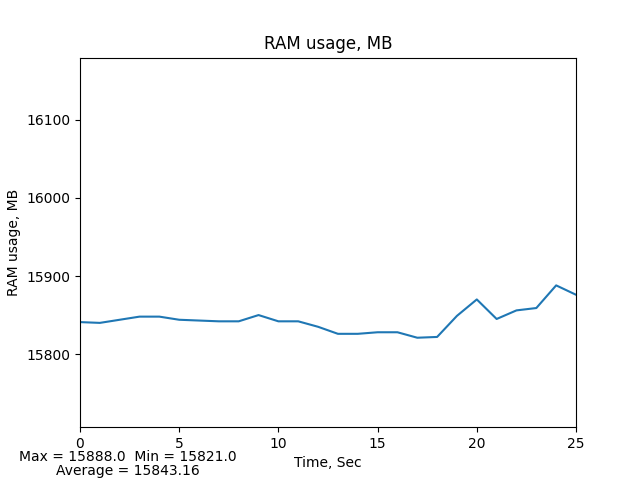 RAM usage, MB
RAM usage, MB
16100
16000
15900
15800
0 5 10 15 20 25
Time, Sec
Max = 15888.0  Min = 15821.0
Average = 15843.16